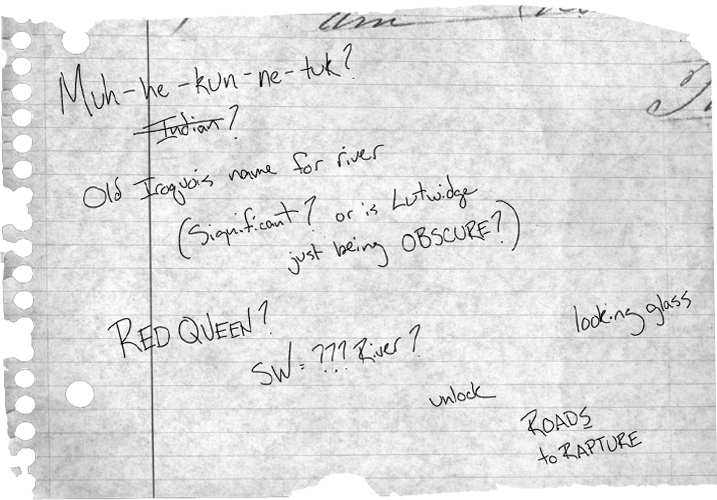 Muh-he-kun-ne-tuk?
Indian?
Old Iroquois name for river
(Significant? or is Lutwidge
just being OBSCURE?)
RED QUEEN?
looking glass
SW = ??? River?
unlock
ROADS
to RAPTURE